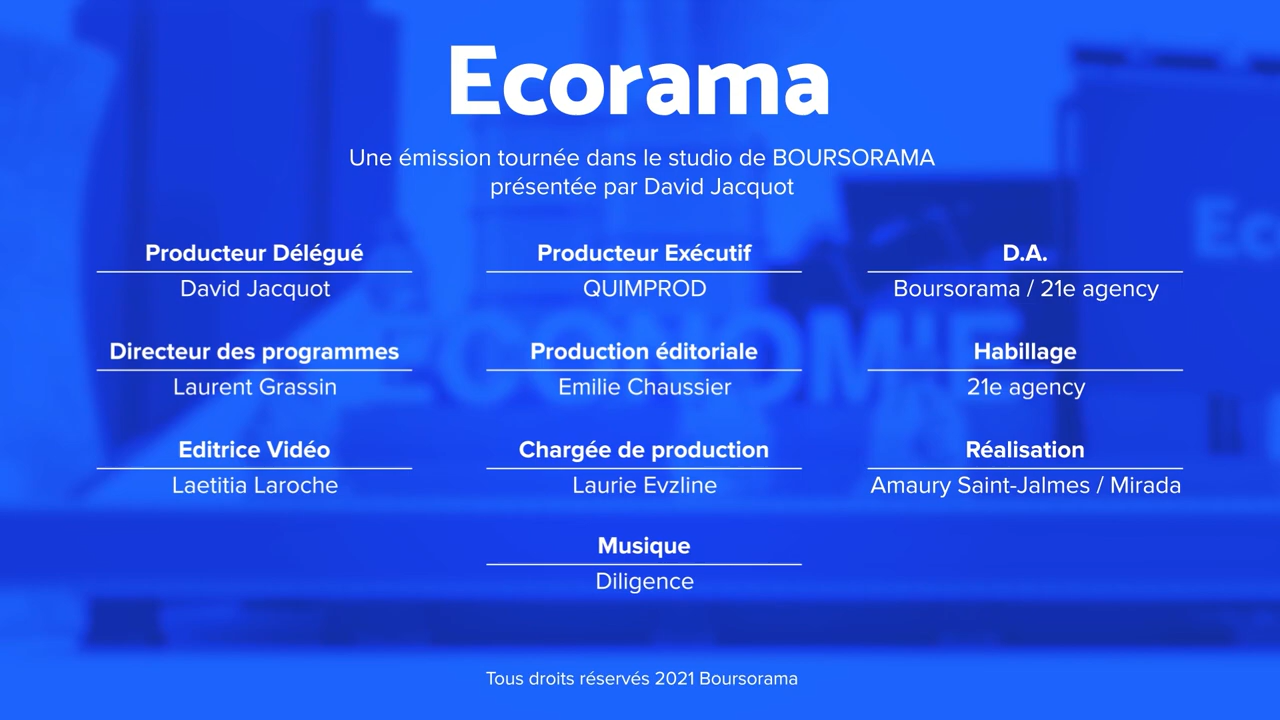 Ecorama
Une émission tournée dans le studio de BOURSORAMA
présentée par David Jacquot
Producteur Délégué
David Jacquot
Producteur Exécutif
QUIMPROD
D.A.
Boursorama / 21e agency
Directeur des programmes
Laurent Grassin
Production éditoriale
Emilie Chaussier
Habillage
21e agency
Editrice Vidéo
Laetitia Laroche
Chargée de production
Laurie Evzline
Réalisation
Amaury Saint-Jalmes / Mirada
Musique
Diligence
ECONOMIE
Ec
Tous droits réservés 2021 Boursorama